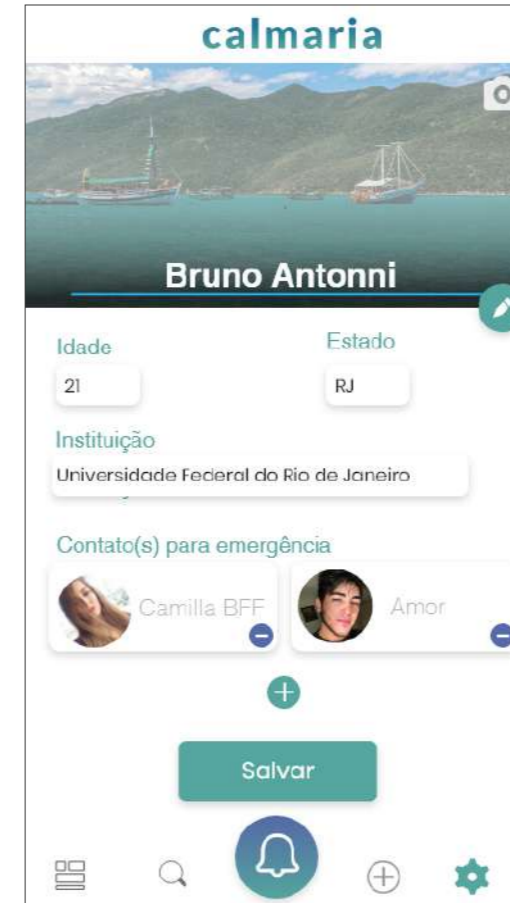 calmaria
Bruno Antonni
Idade
Estado
21
RJ
Instituição
Universidade Federal do Rio de Janeiro
Contato(s) para emergência
Camilla BFF
Amor
Salvar